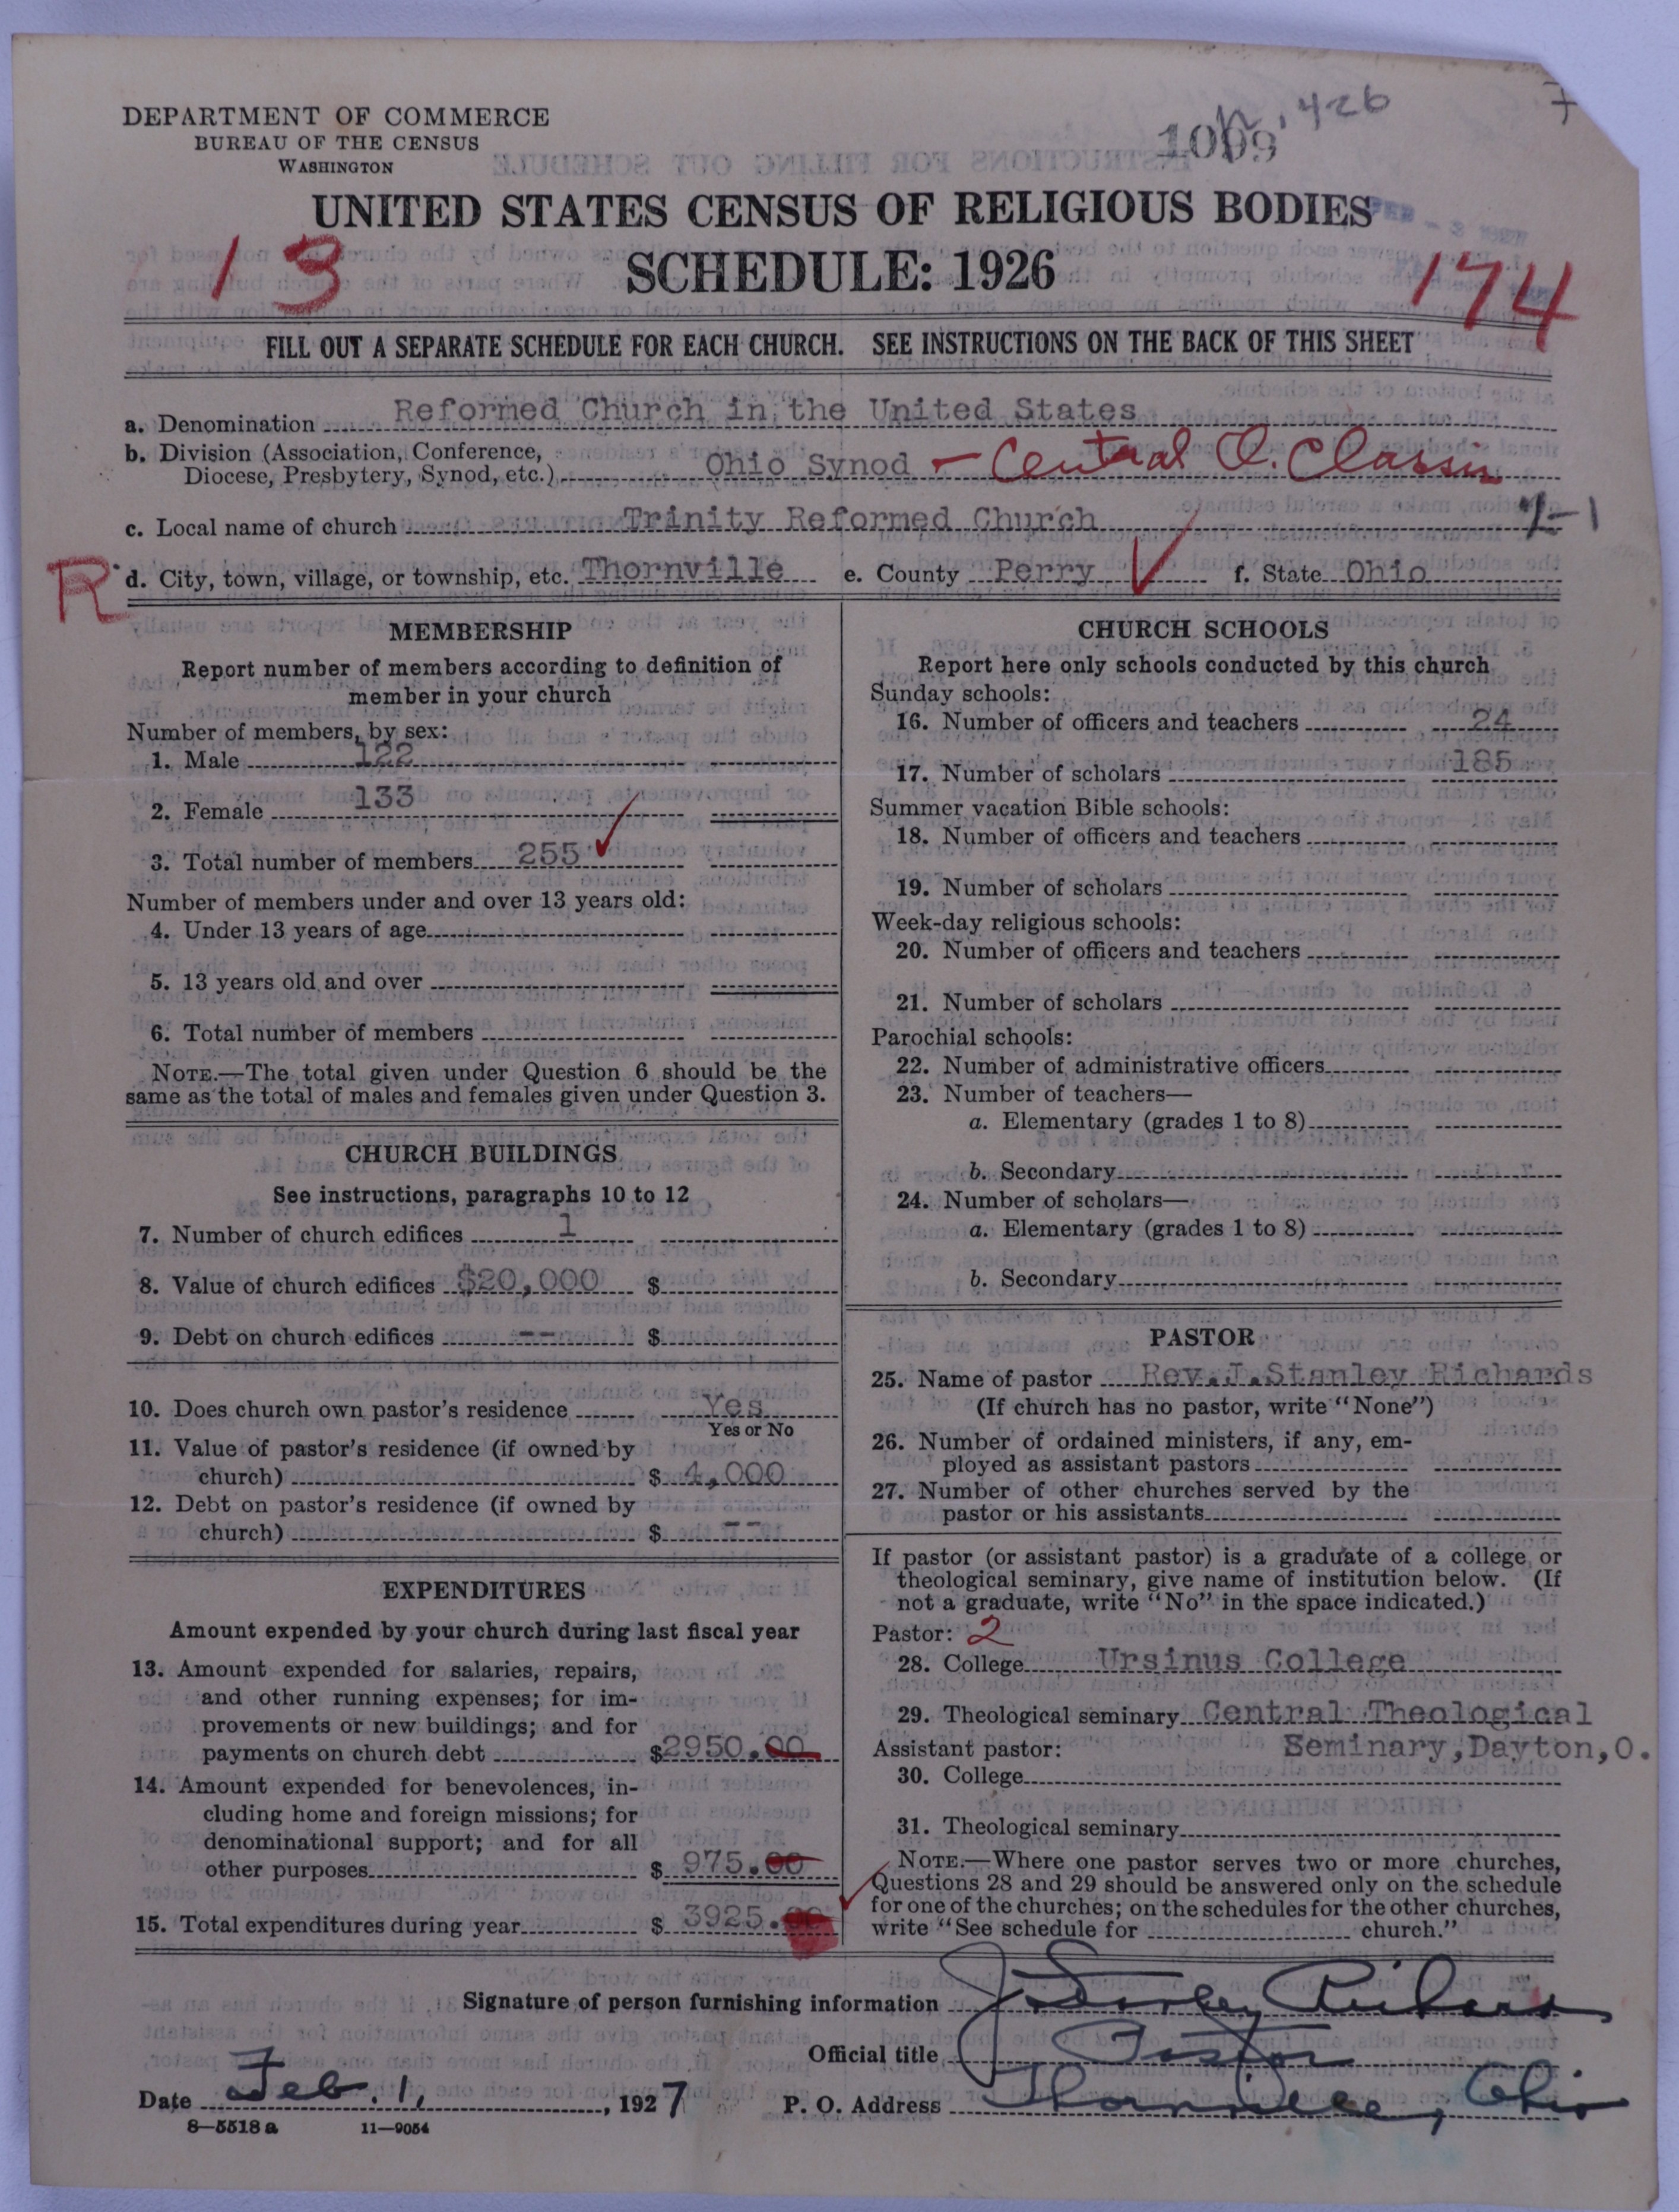 DEPARTMENT OF COMMERCE
BUREAU OF THE CENSUS
WASHINGTON
426
UNITED STATES CENSUS OF RELIGIOUS BODIES
SCHEDULE: 1926
13
174
FILL OUT A SEPARATE SCHEDULE FOR EACH CHURCH. SEE INSTRUCTIONS ON THE BACK OF THIS SHEET
a. Denomination Reformed Church in the United States
b. Division (Association, Conference,
Diocese, Presbytery, Synod, etc.) Ohio Synod - Central O. Classis
c. Local name of church Trinity Reformed Church
R
d. City, town, village, or township, etc. Thornville e. County Perry f. State Ohio
MEMBERSHIP
Report number of members according to definition of
member in your church
Number of members, by sex:
1. Male 122
2. Female 133
3. Total number of members 255
Number of members under and over 13 years old:
4. Under 13 years of age
5. 13 years old and over
6. Total number of members
NOTE.—The total given under Question 6 should be the
same as the total of males and females given under Question 3.
CHURCH BUILDINGS
See instructions, paragraphs 10 to 12
7. Number of church edifices 1
8. Value of church edifices $20,000 $
9. Debt on church edifices -- $
10. Does church own pastor's residence Yes
Yes or No
11. Value of pastor's residence (if owned by
church) $ 4,000
12. Debt on pastor's residence (if owned by
church) $ --
EXPENDITURES
Amount expended by your church during last fiscal year
13. Amount expended for salaries, repairs,
and other running expenses; for im-
provements or new buildings; and for
payments on church debt $2950.00
14. Amount expended for benevolences, in-
cluding home and foreign missions; for
denominational support; and for all
other purposes $ 975.00
15. Total expenditures during year $ 3925.00
CHURCH SCHOOLS
Report here only schools conducted by this church
Sunday schools:
16. Number of officers and teachers 24
17. Number of scholars 185
Summer vacation Bible schools:
18. Number of officers and teachers
19. Number of scholars
Week-day religious schools:
20. Number of officers and teachers
21. Number of scholars
Parochial schools:
22. Number of administrative officers
23. Number of teachers—
a. Elementary (grades 1 to 8)
b. Secondary
24. Number of scholars—
a. Elementary (grades 1 to 8)
b. Secondary
PASTOR
25. Name of pastor Rev.J.Stanley Richards
(If church has no pastor, write "None")
26. Number of ordained ministers, if any, em-
ployed as assistant pastors
27. Number of other churches served by the
pastor or his assistants
If pastor (or assistant pastor) is a graduate of a college or
theological seminary, give name of institution below. (If
not a graduate, write "No" in the space indicated.)
Pastor: 2
28. College Ursinus College
29. Theological seminary Central Theological
Assistant pastor: Seminary,Dayton,O.
30. College
31. Theological seminary
NOTE.—Where one pastor serves two or more churches,
Questions 28 and 29 should be answered only on the schedule
for one of the churches; on the schedules for the other churches,
write "See schedule for church."
Signature of person furnishing information J. Stanley Richards
Official title Pastor
Date Feb. 1, 1927 P. O. Address Thornville, Ohio
8—5518 a 11—9054